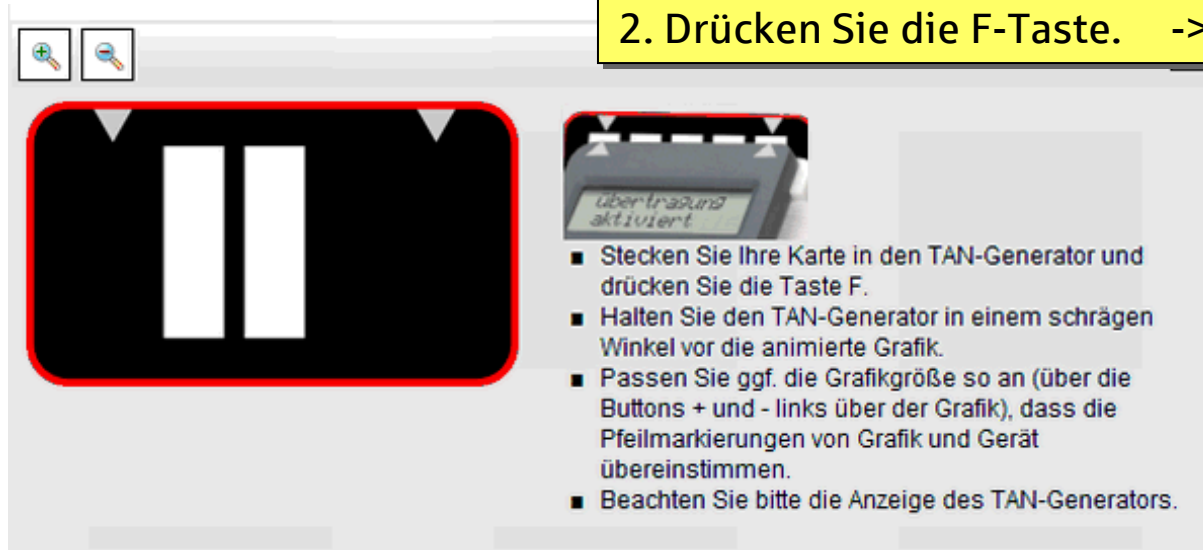 2. Drücken Sie die F-Taste. ->
übertragung
aktiviert
■ Stecken Sie Ihre Karte in den TAN-Generator und
drücken Sie die Taste F.
■ Halten Sie den TAN-Generator in einem schrägen
Winkel vor die animierte Grafik.
■ Passen Sie ggf. die Grafikgröße so an (über die
Buttons + und - links über der Grafik), dass die
Pfeilmarkierungen von Grafik und Gerät
übereinstimmen.
■ Beachten Sie bitte die Anzeige des TAN-Generators.